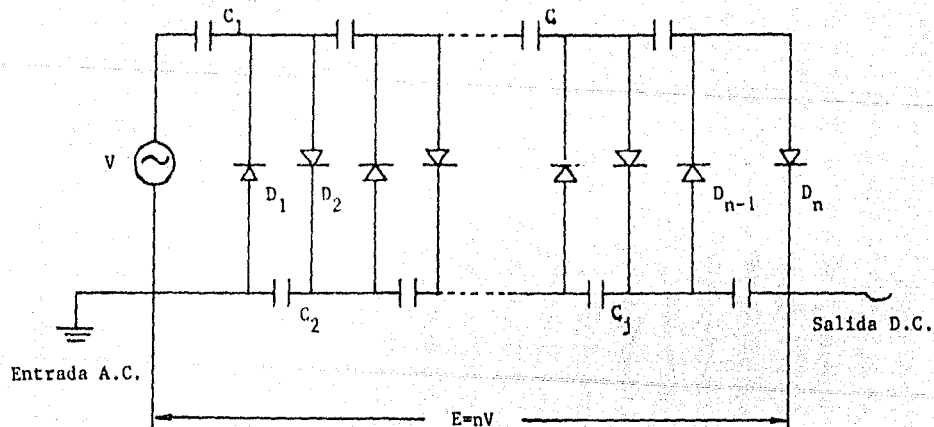 C1
C
V
D1
D2
Dn-1
Dn
C2
Cj
Salida D.C.
Entrada A.C.
E=nV